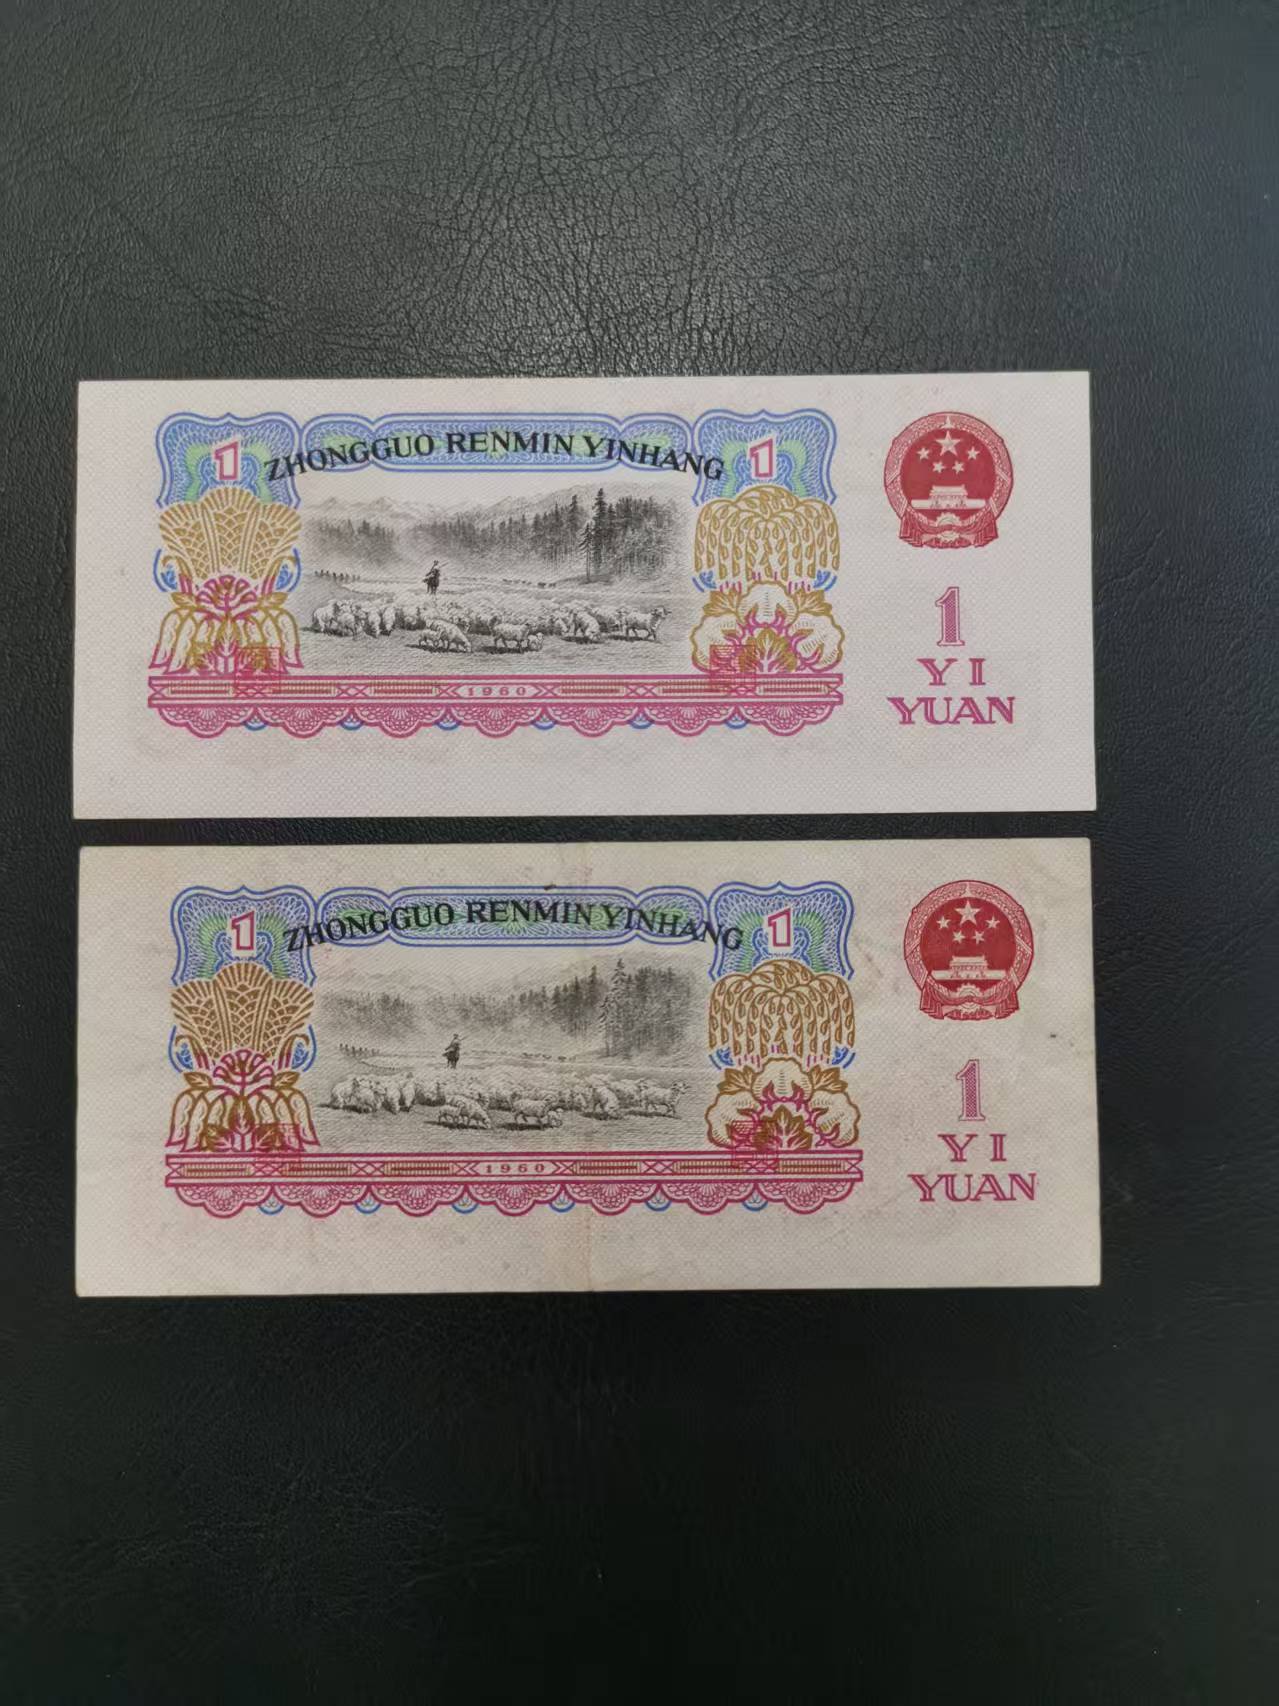 1 ZHONGGUO RENMIN YINHANG 1
1960
1
YI
YUAN
1 ZHONGGUO RENMIN YINHANG 1
1960
1
YI
YUAN